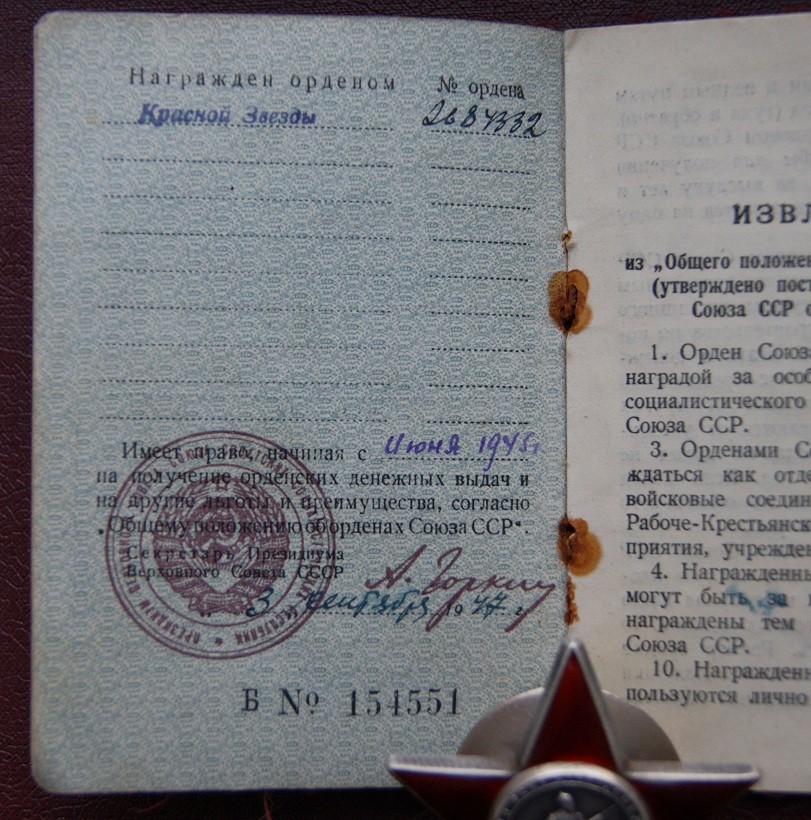 Награжден орденом
№ ордена
Красной Звезды
2687332
Имеет право, начиная с Июня 1945 г
на получение орденских денежных выдач и
на другие льготы и преимущества, согласно
„Общему положению об орденах Союза ССР“.
Секретарь Президиума
Верховного Совета СССР
А. Горкин
„ 3 „ сентября 1947 г.
Б № 154551
ИЗВЛ
из „Общего положен
(утверждено пост
Союза ССР о
1. Орден Союза
наградой за особ
социалистического
Союза ССР.
3. Орденами Со
ждаться как отде
войсковые соедин
Рабоче-Крестьянск
приятия, учрежден
4. Награжденны
могут быть за
награждены тем
Союза ССР.
10. Награжденн
пользуются лично